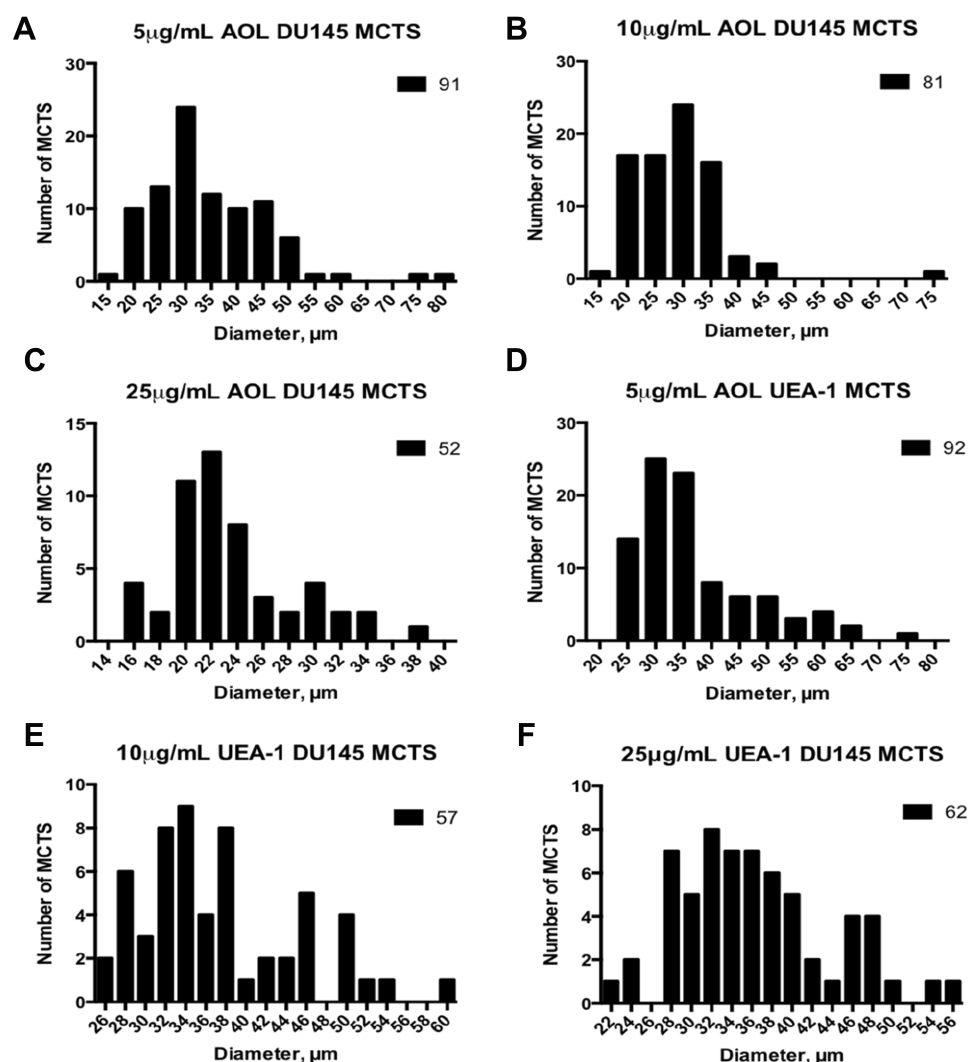 A
5µg/mL AOL DU145 MCTS
Number of MCTS
30
20
10
0
91
15 20 25 30 35 40 45 50 55 60 65 70 75 80
Diameter, µm
B
10µg/mL AOL DU145 MCTS
Number of MCTS
30
20
10
0
81
15 20 25 30 35 40 45 50 55 60 65 70 75
Diameter, µm
C
25µg/mL AOL DU145 MCTS
Number of MCTS
15
10
5
0
52
14 16 18 20 22 24 26 28 30 32 34 36 38 40
Diameter, µm
D
5µg/mL AOL UEA-1 MCTS
Number of MCTS
30
20
10
0
92
20 25 30 35 40 45 50 55 60 65 70 75 80
Diameter, µm
E
10µg/mL UEA-1 DU145 MCTS
Number of MCTS
10
8
6
4
2
0
57
26 28 30 32 34 36 38 40 42 44 46 48 50 52 54 56 58 60
Diameter, µm
F
25µg/mL UEA-1 DU145 MCTS
Number of MCTS
10
8
6
4
2
0
62
22 24 26 28 30 32 34 36 38 40 42 44 46 48 50 52 54 56
Diameter, µm